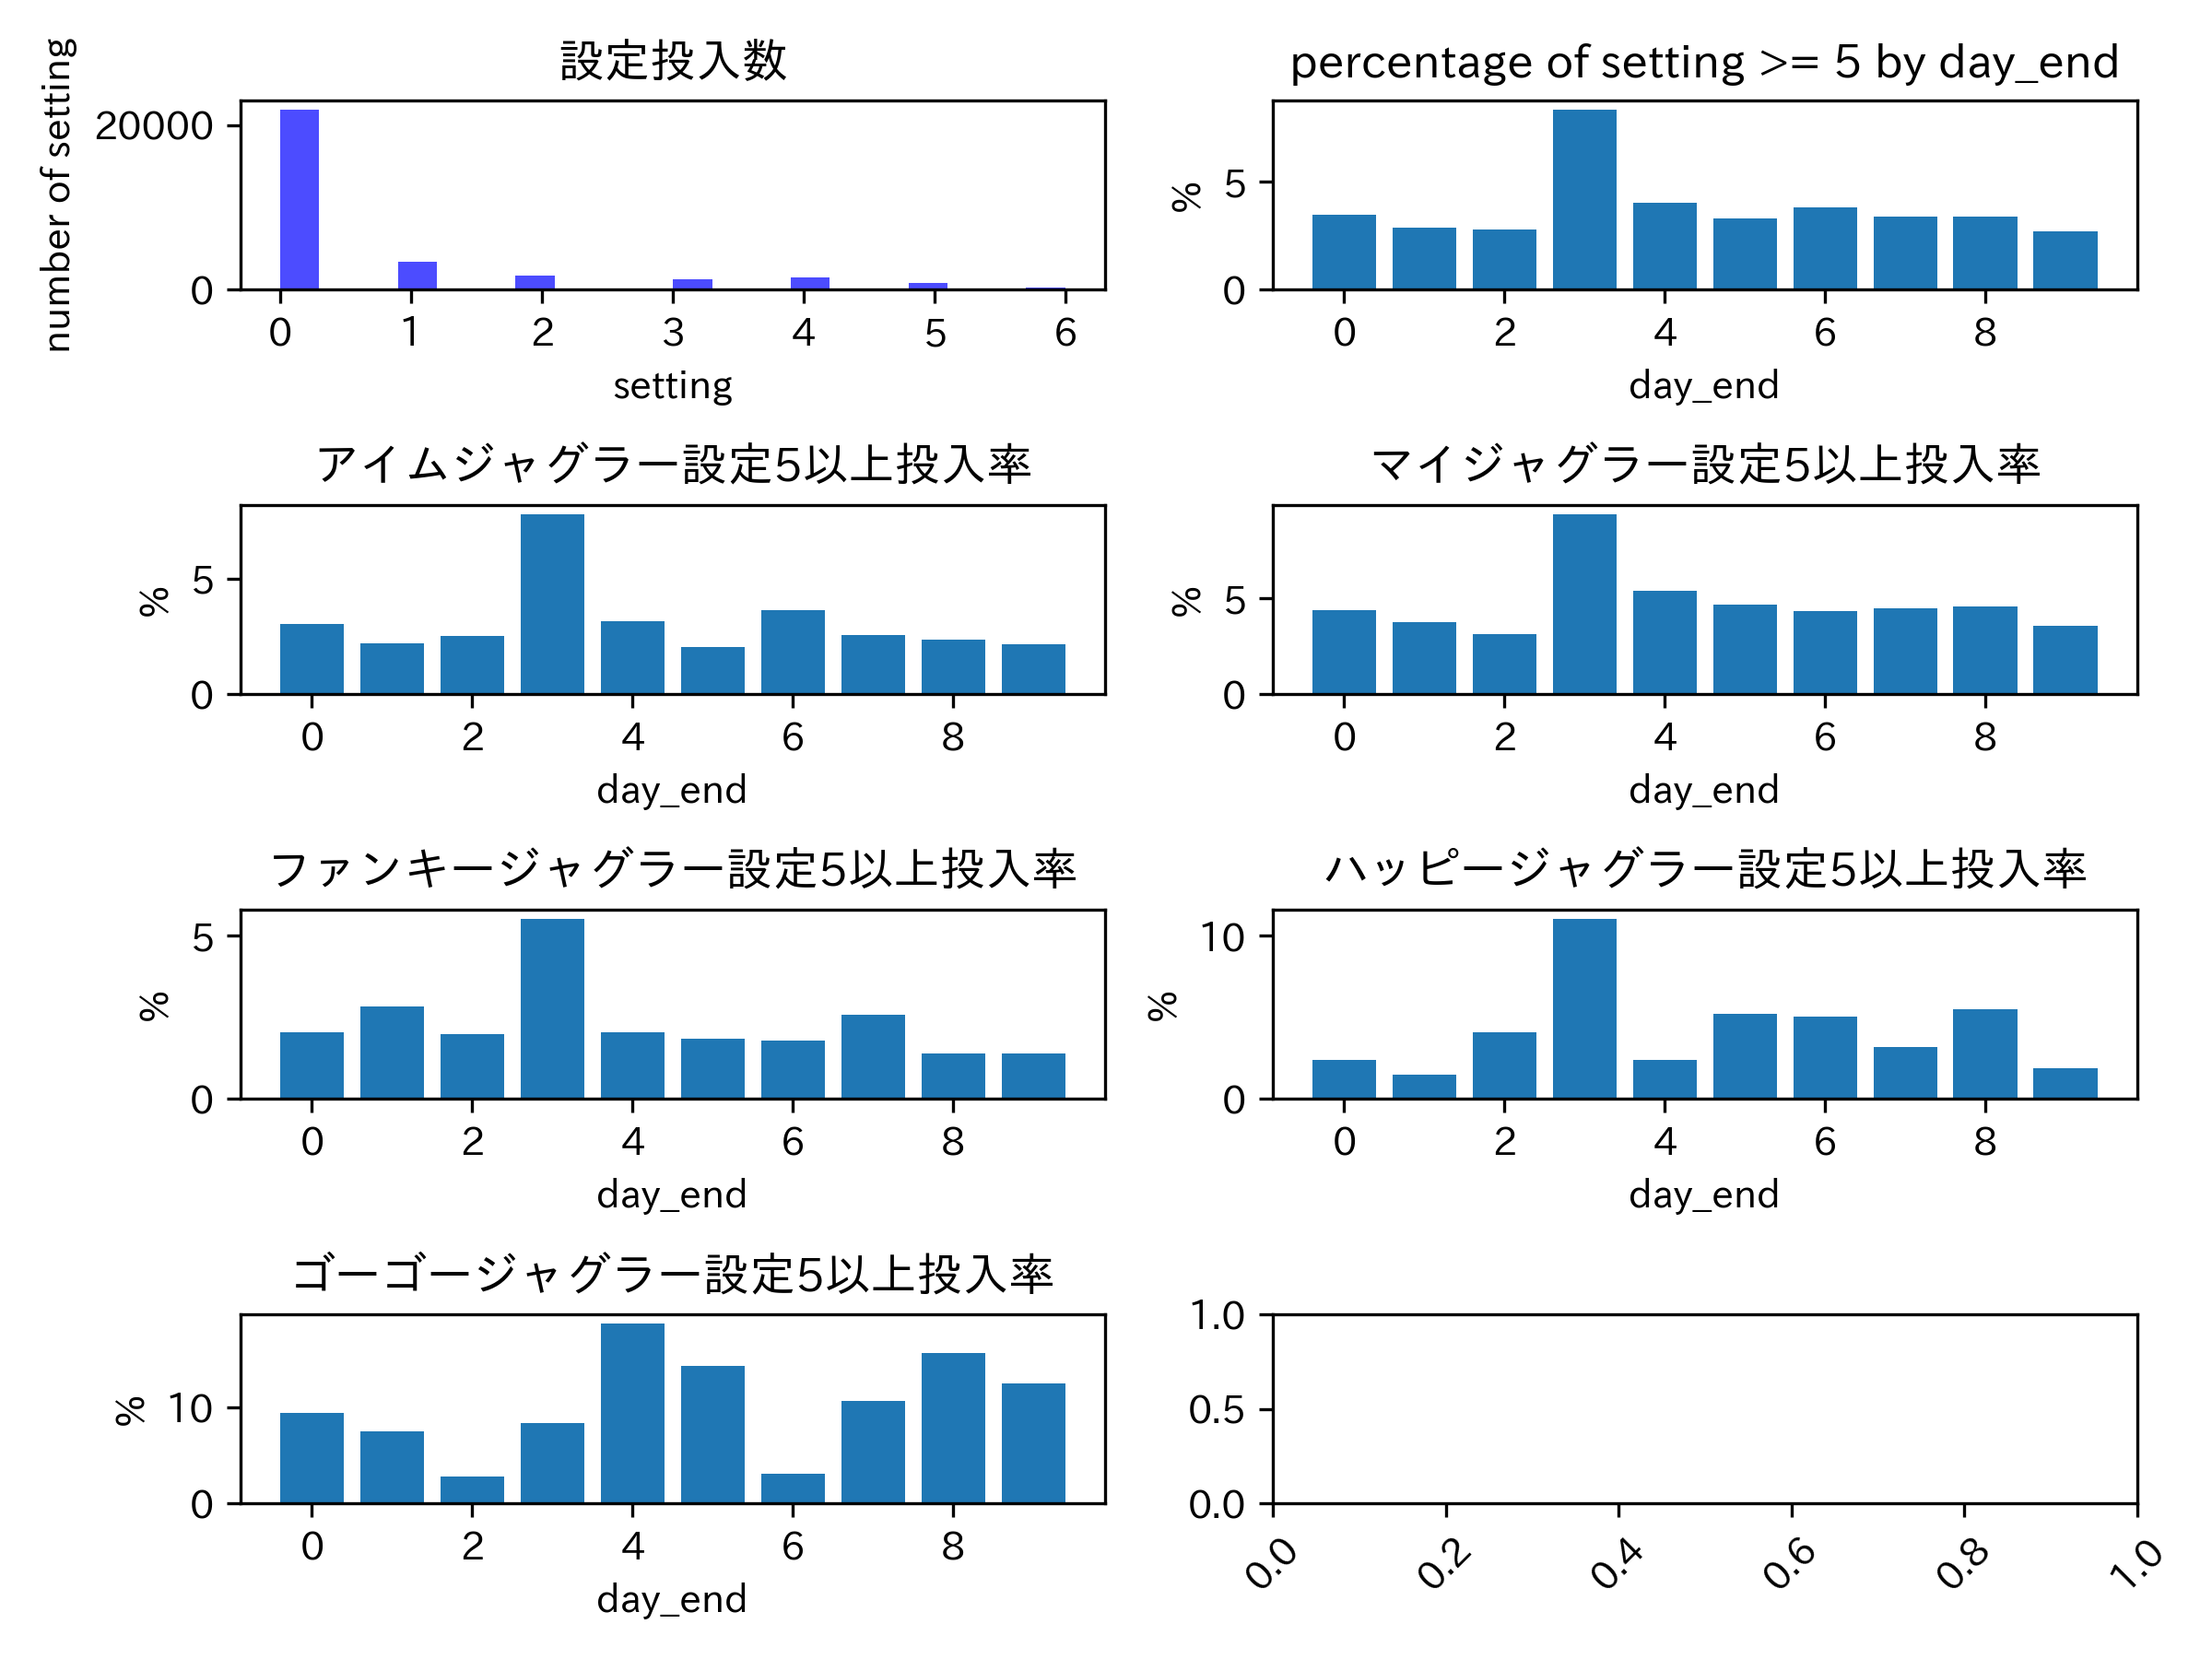 設定投入数
number of setting
20000
0
0 1 2 3 4 5 6
setting
percentage of setting >= 5 by day_end
%
5
0
0 2 4 6 8
day_end
アイムジャグラー設定5以上投入率
%
5
0
0 2 4 6 8
day_end
マイジャグラー設定5以上投入率
%
5
0
0 2 4 6 8
day_end
ファンキージャグラー設定5以上投入率
%
5
0
0 2 4 6 8
day_end
ハッピージャグラー設定5以上投入率
%
10
0
0 2 4 6 8
day_end
ゴーゴージャグラー設定5以上投入率
%
10
0
0 2 4 6 8
day_end
1.0
0.5
0.0
0.0 0.2 0.4 0.6 0.8 1.0